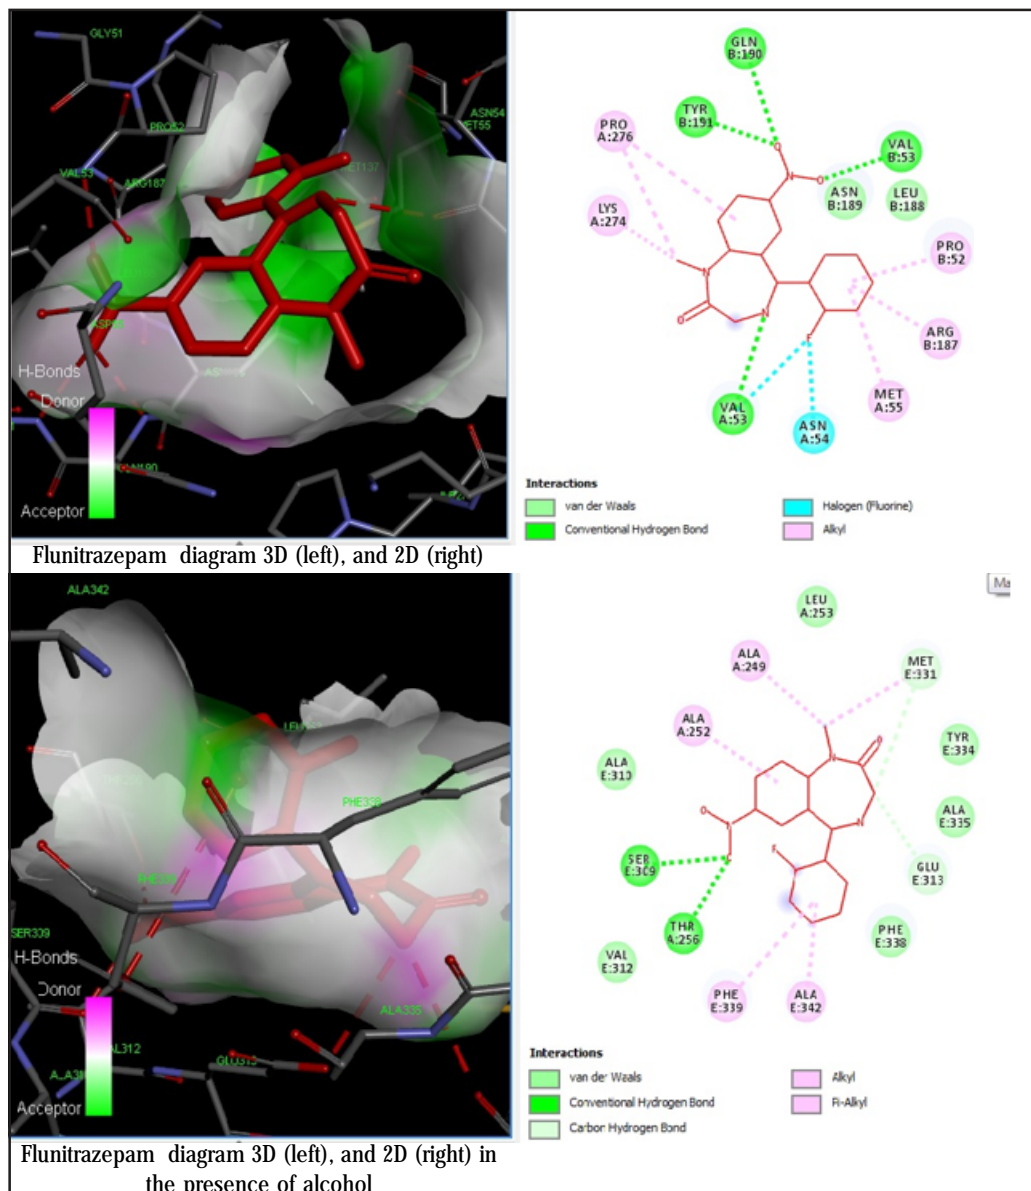 GLY51
ASN54
MET55
PRO52
VAL53
ARG187
MET137
H-Bonds
Donor
Acceptor
GLN
B:190
TYR
B:191
PRO
A:276
VAL
B:53
ASN
B:189
LEU
B:188
LYS
A:274
PRO
B:52
O
N
O
N
O
N
F
ARG
B:187
MET
A:55
VAL
A:53
ASN
A:54
Interactions
van der Waals
Conventional Hydrogen Bond
Halogen (Fluorine)
Alkyl
Flunitrazepam diagram 3D (left), and 2D (right)
ALA342
PHE338
PHE339
SER309
H-Bonds
Donor
ALA335
GLU313
Acceptor
Ma
LEU
A:253
ALA
A:249
MET
E:331
ALA
A:252
TYR
E:334
ALA
E:310
O
N
N
O
F
ALA
E:335
SER
E:309
GLU
E:313
THR
A:256
PHE
E:338
VAL
E:312
PHE
E:339
ALA
E:342
Interactions
van der Waals
Conventional Hydrogen Bond
Carbon Hydrogen Bond
Alkyl
Pi-Alkyl
Flunitrazepam diagram 3D (left), and 2D (right) in
the presence of alcohol